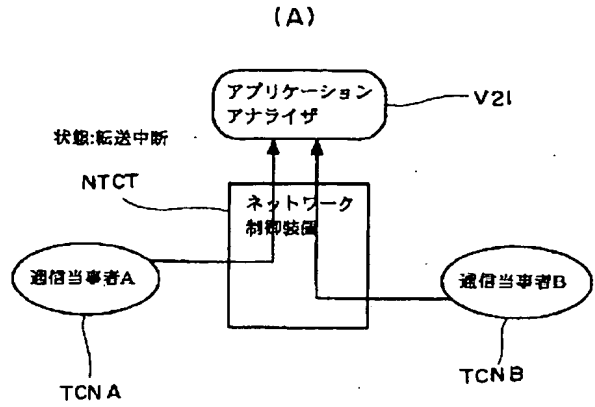 (A)
アプリケーション
アナライザ
V21
状態:転送中断
NTCT
ネットワーク
制御装置
通信当事者A
通信当事者B
TCNA
TCNB